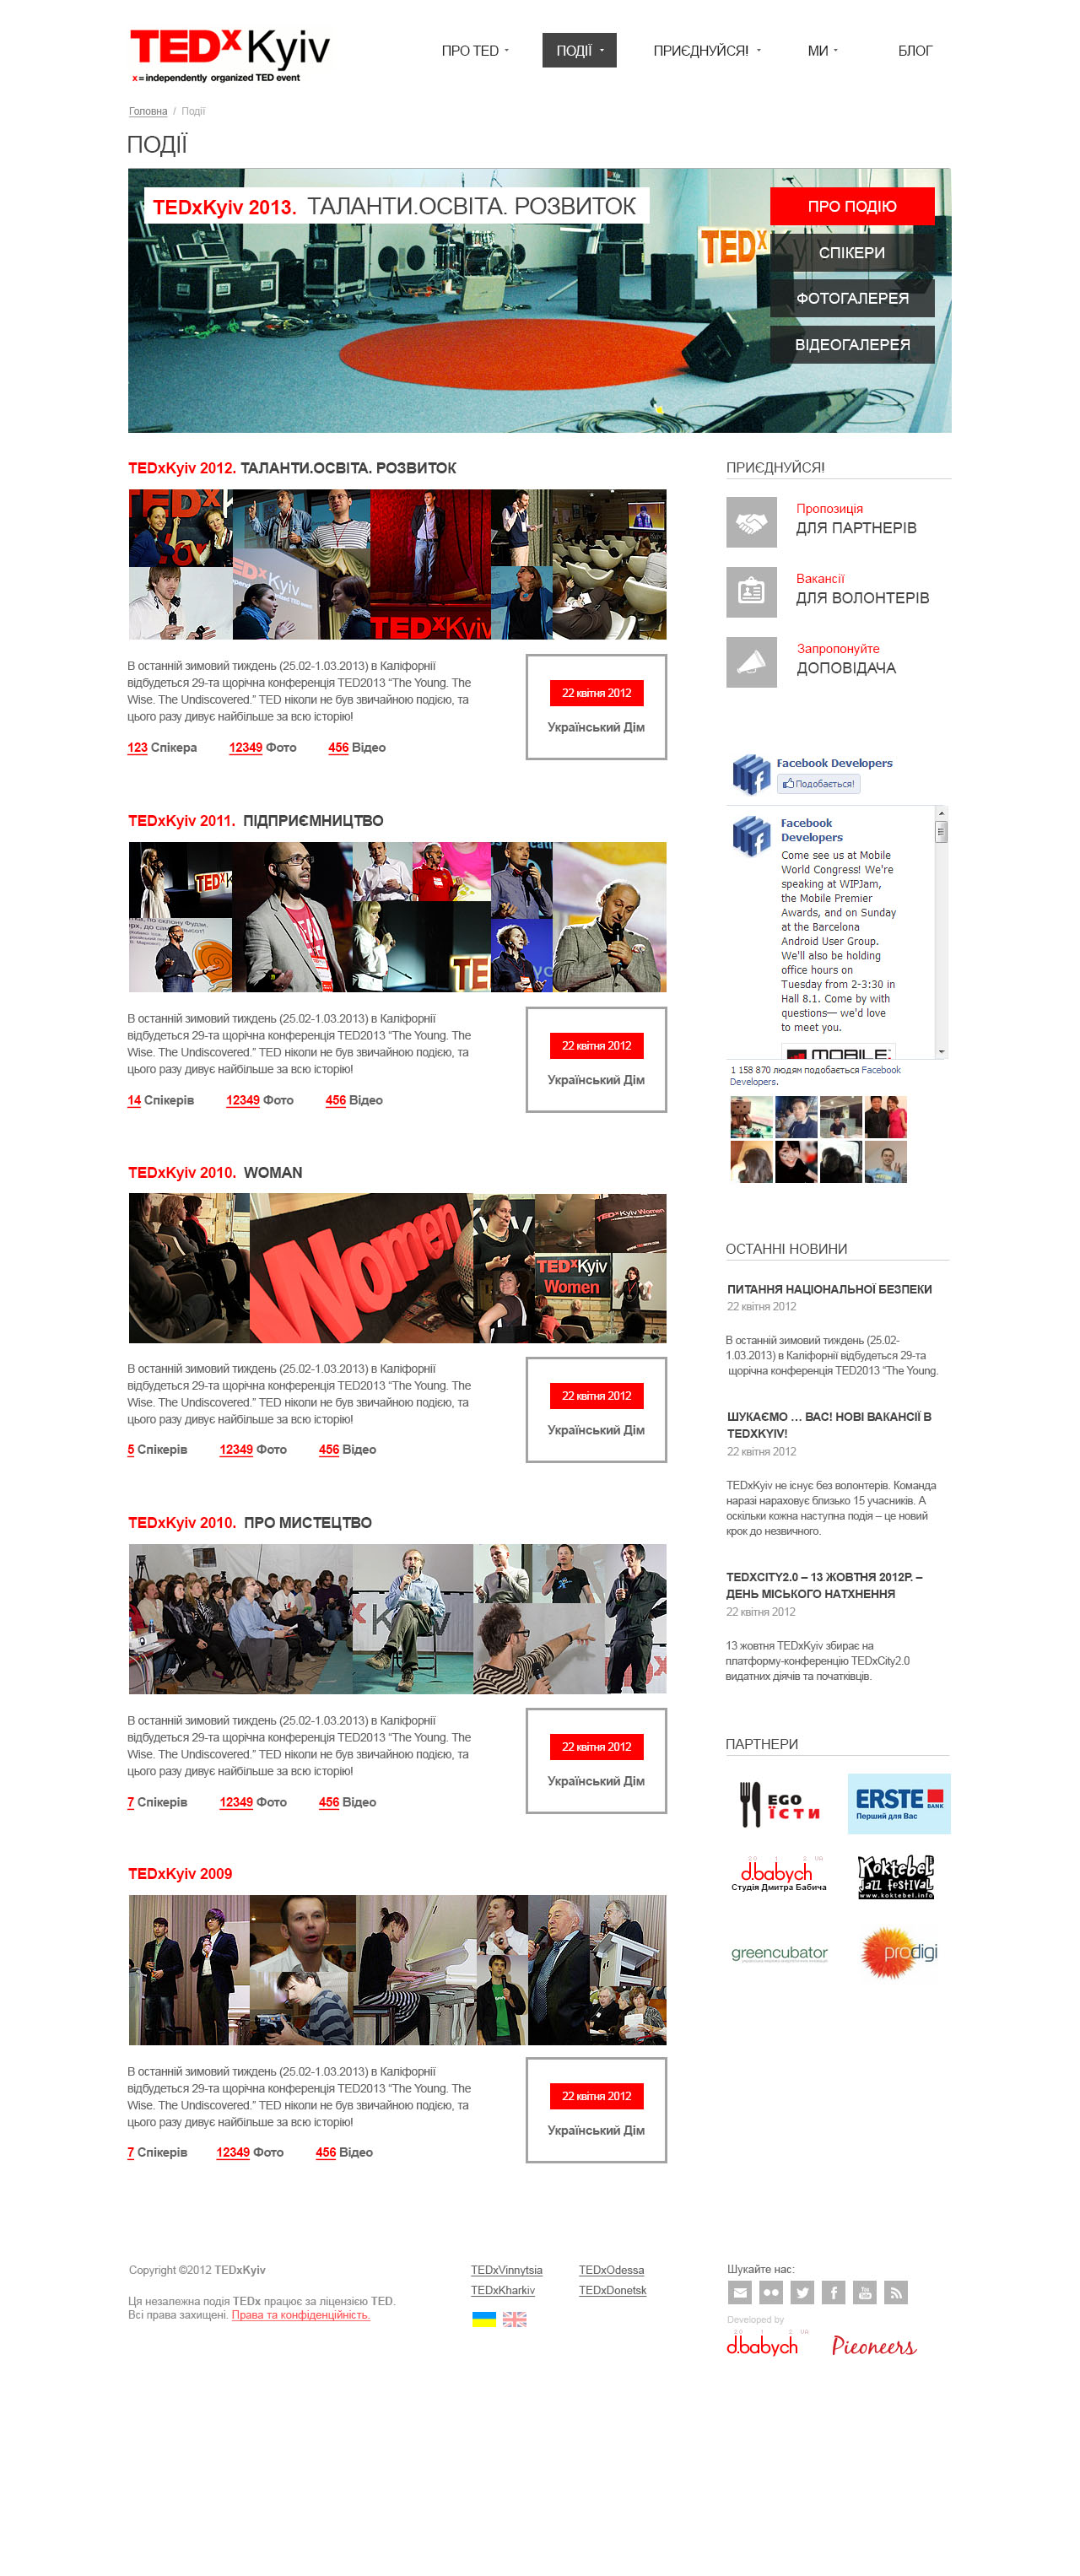 TEDx Kyiv
x = independently organized TED event
ПРО TED
ПОДІЇ
ПРИЄДНУЙСЯ!
МИ
БЛОГ
Головна / Події
ПОДІЇ
TEDxKyiv 2013. ТАЛАНТИ.ОСВІТА. РОЗВИТОК
ПРО ПОДІЮ
СПІКЕРИ
ФОТОГАЛЕРЕЯ
ВІДЕОГАЛЕРЕЯ
TEDxKyiv 2012. ТАЛАНТИ.ОСВІТА. РОЗВИТОК
В останній зимовий тиждень (25.02-1.03.2013) в Каліфорнії
відбудеться 29-та щорічна конференція TED2013 “The Young. The
Wise. The Undiscovered.” TED ніколи не був звичайною подією, та
цього разу дивує найбільше за всю історію!
123 Спікера 12349 Фото 456 Відео
22 квітня 2012
Український Дім
TEDxKyiv 2011. ПІДПРИЄМНИЦТВО
В останній зимовий тиждень (25.02-1.03.2013) в Каліфорнії
відбудеться 29-та щорічна конференція TED2013 “The Young. The
Wise. The Undiscovered.” TED ніколи не був звичайною подією, та
цього разу дивує найбільше за всю історію!
14 Спікерів 12349 Фото 456 Відео
22 квітня 2012
Український Дім
TEDxKyiv 2010. WOMAN
Women
TEDxKyiv
Women
В останній зимовий тиждень (25.02-1.03.2013) в Каліфорнії
відбудеться 29-та щорічна конференція TED2013 “The Young. The
Wise. The Undiscovered.” TED ніколи не був звичайною подією, та
цього разу дивує найбільше за всю історію!
5 Спікерів 12349 Фото 456 Відео
22 квітня 2012
Український Дім
TEDxKyiv 2010. ПРО МИСТЕЦТВО
В останній зимовий тиждень (25.02-1.03.2013) в Каліфорнії
відбудеться 29-та щорічна конференція TED2013 “The Young. The
Wise. The Undiscovered.” TED ніколи не був звичайною подією, та
цього разу дивує найбільше за всю історію!
7 Спікерів 12349 Фото 456 Відео
22 квітня 2012
Український Дім
TEDxKyiv 2009
В останній зимовий тиждень (25.02-1.03.2013) в Каліфорнії
відбудеться 29-та щорічна конференція TED2013 “The Young. The
Wise. The Undiscovered.” TED ніколи не був звичайною подією, та
цього разу дивує найбільше за всю історію!
7 Спікерів 12349 Фото 456 Відео
22 квітня 2012
Український Дім
ПРИЄДНУЙСЯ!
Пропозиція
ДЛЯ ПАРТНЕРІВ
Вакансії
ДЛЯ ВОЛОНТЕРІВ
Запропонуйте
ДОПОВІДАЧА
Facebook Developers
Подобається!
Facebook
Developers
Come see us at Mobile
World Congress! We're
speaking at WIPJam,
the Mobile Premier
Awards, and on Sunday
at the Barcelona
Android User Group.
We'll also be holding
office hours on
Tuesday from 2-3:30 in
Hall 8.1. Come by with
questions— we'd love
to meet you.
MOBILE
1 158 870 людям подобається Facebook
Developers.
ОСТАННІ НОВИНИ
ПИТАННЯ НАЦІОНАЛЬНОЇ БЕЗПЕКИ
22 квітня 2012
В останній зимовий тиждень (25.02-
1.03.2013) в Каліфорнії відбудеться 29-та
щорічна конференція TED2013 “The Young.
ШУКАЄМО ... ВАС! НОВІ ВАКАНСІЇ В
TEDXKYIV!
22 квітня 2012
TEDxKyiv не існує без волонтерів. Команда
наразі нараховує близько 15 учасників. А
оскільки кожна наступна подія – це новий
крок до незвичного.
TEDXCITY2.0 – 13 ЖОВТНЯ 2012Р. –
ДЕНЬ МІСЬКОГО НАТХНЕННЯ
22 квітня 2012
13 жовтня TEDxKyiv збирає на
платформу-конференцію TEDxCity2.0
видатних діячів та початківців.
ПАРТНЕРИ
EGO
ЇСТИ
ERSTE
BANK
Перший для Вас
2 0 1 2 UA
d.babych
Студія Дмитра Бабича
Koktebel
Jazz Festival
www.koktebel.info
greencubator
prodigi
Copyright ©2012 TEDxKyiv
Ця незалежна подія TEDx працює за ліцензією TED.
Всі права захищені. Права та конфіденційність.
TEDxVinnytsia
TEDxOdessa
TEDxKharkiv
TEDxDonetsk
Шукайте нас:
You
Tube
Developed by
2 0 1 2 UA
d.babych
Pieoneers